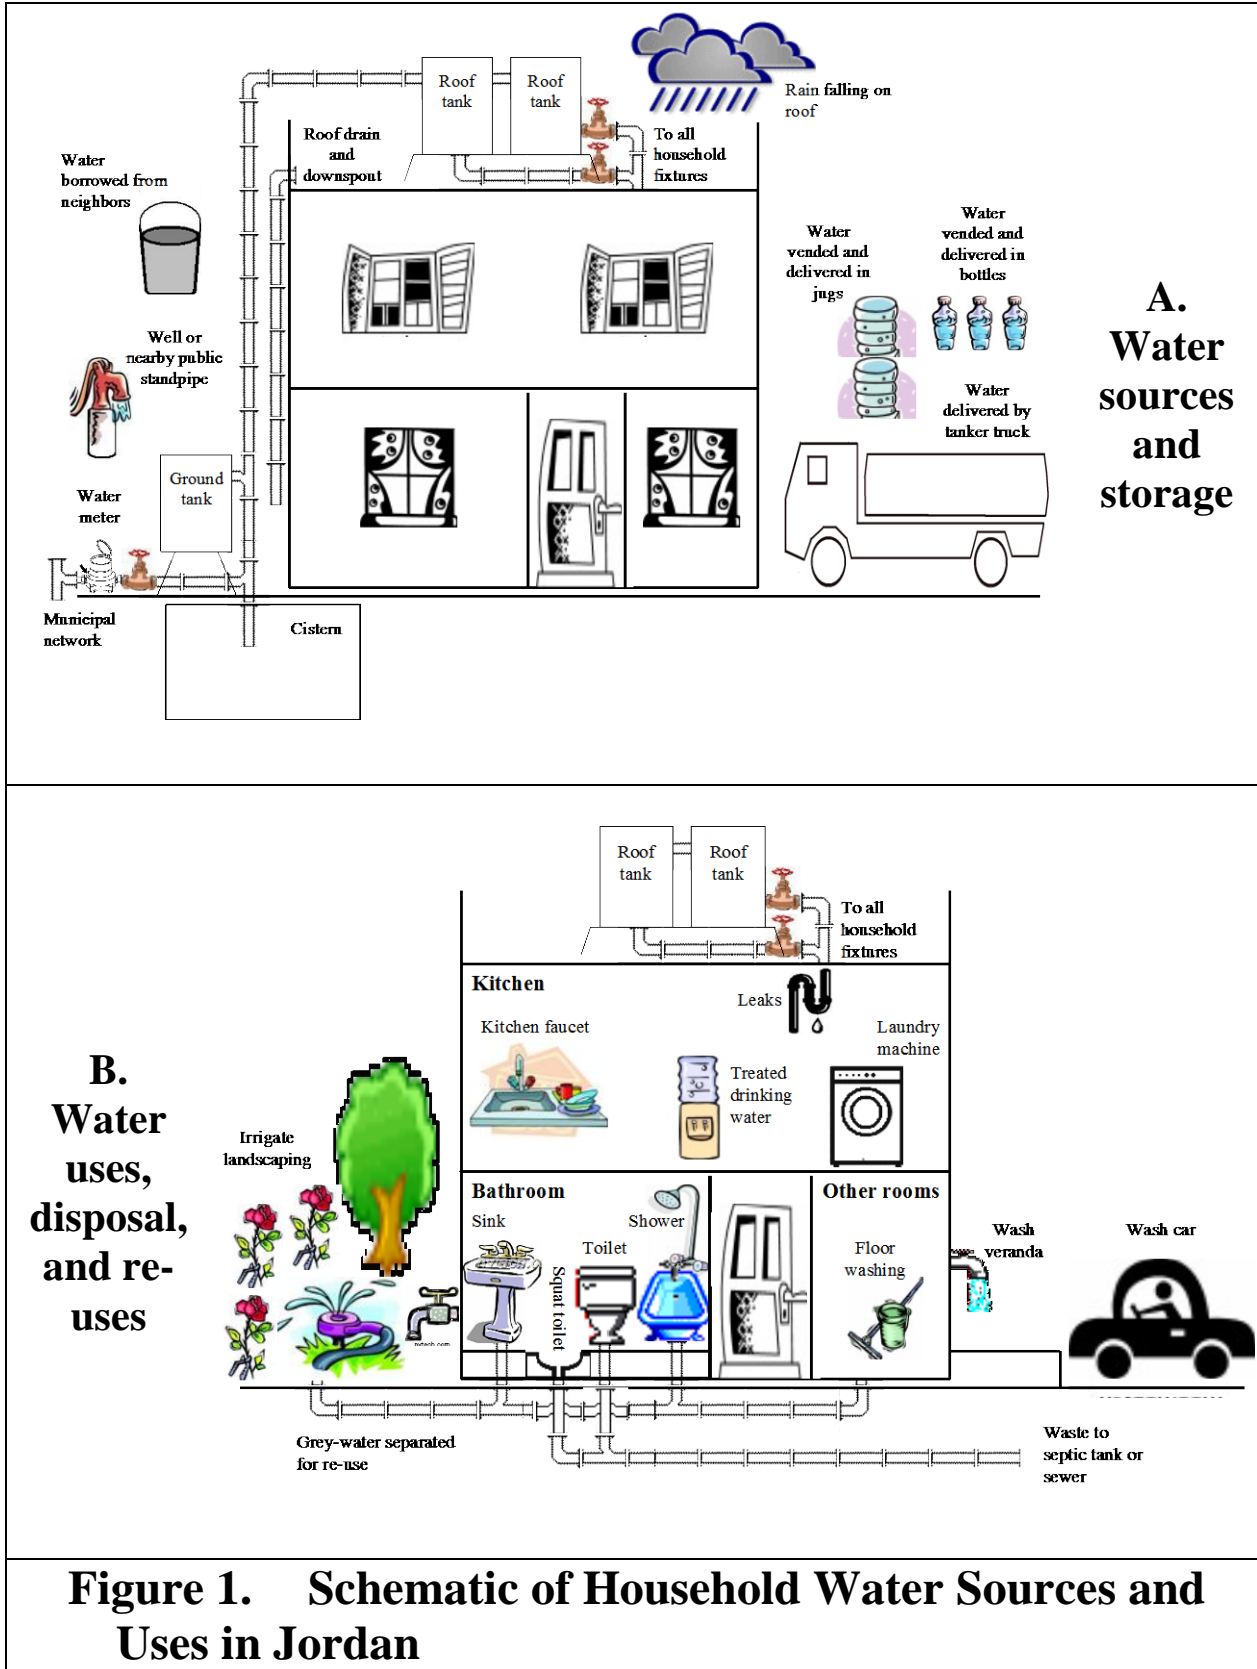 Roof
tank
Roof
tank
Rain falling on
roof
Roof drain
and
downspout
To all
household
fixtures
Water
borrowed from
neighbors
Water
vended and
delivered in
jugs
Water
vended and
delivered in
bottles
A.
Water
sources
and
storage
Well or
nearby public
standpipe
Water
delivered by
tanker truck
Ground
tank
Water
meter
Municipal
network
Cistern
Roof
tank
Roof
tank
To all
household
fixtures
Kitchen
Leaks
Kitchen faucet
Laundry
machine
Treated
drinking
water
B.
Water
uses,
disposal,
and re-
uses
Irrigate
landscaping
Bathroom
Sink
Shower
Toilet
Squat toilet
Other rooms
Floor
washing
Wash
veranda
Wash car
Grey-water separated
for re-use
Waste to
septic tank or
sewer
Figure 1. Schematic of Household Water Sources and
Uses in Jordan